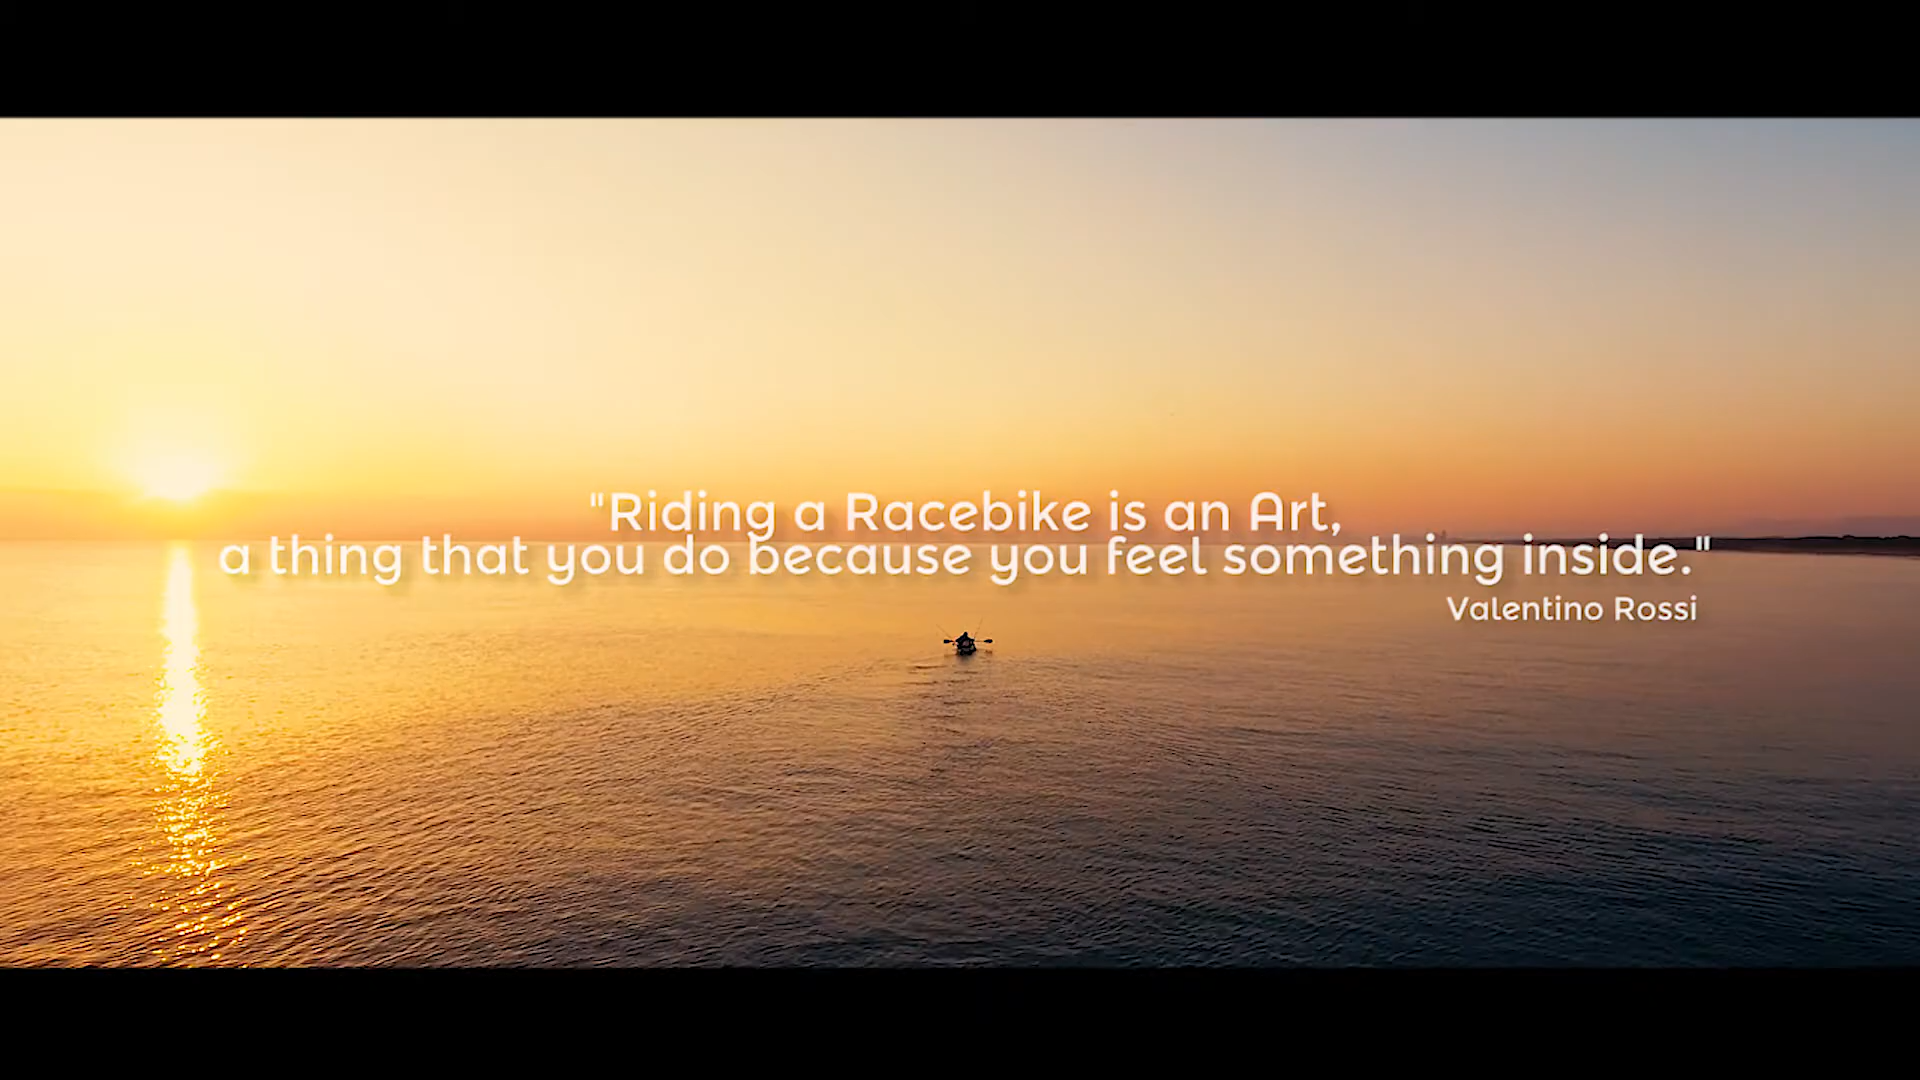 "Riding a Racebike is an Art,
a thing that you do because you feel something inside."
Valentino Rossi